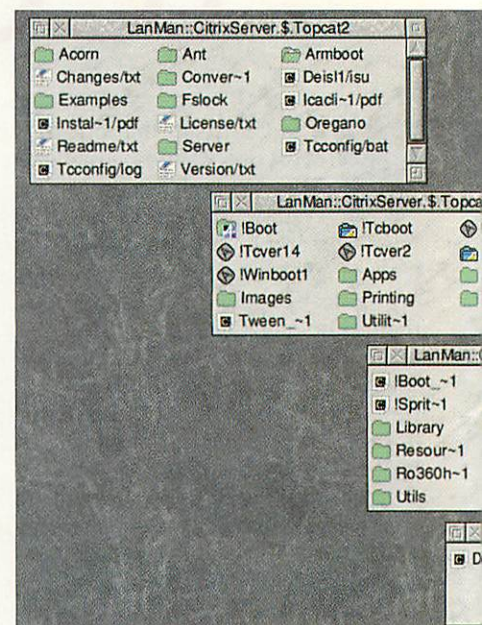 LanMan::CitrixServer.$.Topcat2
Acorn Ant Armboot
Changes/txt Conver~1 Deisl1/isu
Examples Fslock Icacli~1/pdf
Instal~1/pdf License/txt Oregano
Readme/txt Server Tcconfig/bat
Tcconfig/log Version/txt
LanMan::CitrixServer.$.Topca
!Boot !Tcboot
!Tcver14 !Tcver2
!Winboot1 Apps
Images Printing
Tween_~1 Utilit~1
LanMan::C
!Boot_~1
!Sprit~1
Library
Resour~1
Ro360h~1
Utils
D